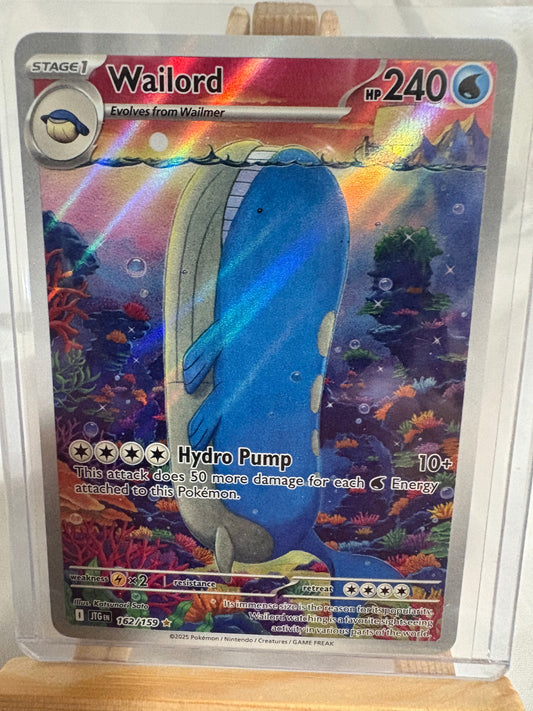 STAGE 1
Wailord
HP 240
Evolves from Wailmer
Hydro Pump 10+
This attack does 50 more damage for each Energy
attached to this Pokémon.
weakness ×2 resistance retreat
Illus. Katsunori Sato
Its immense size is the reason for its popularity.
Wailord watching is a favorite sightseeing
activity in various parts of the world.
I JTG EN 162/159
©2025 Pokémon / Nintendo / Creatures / GAME FREAK